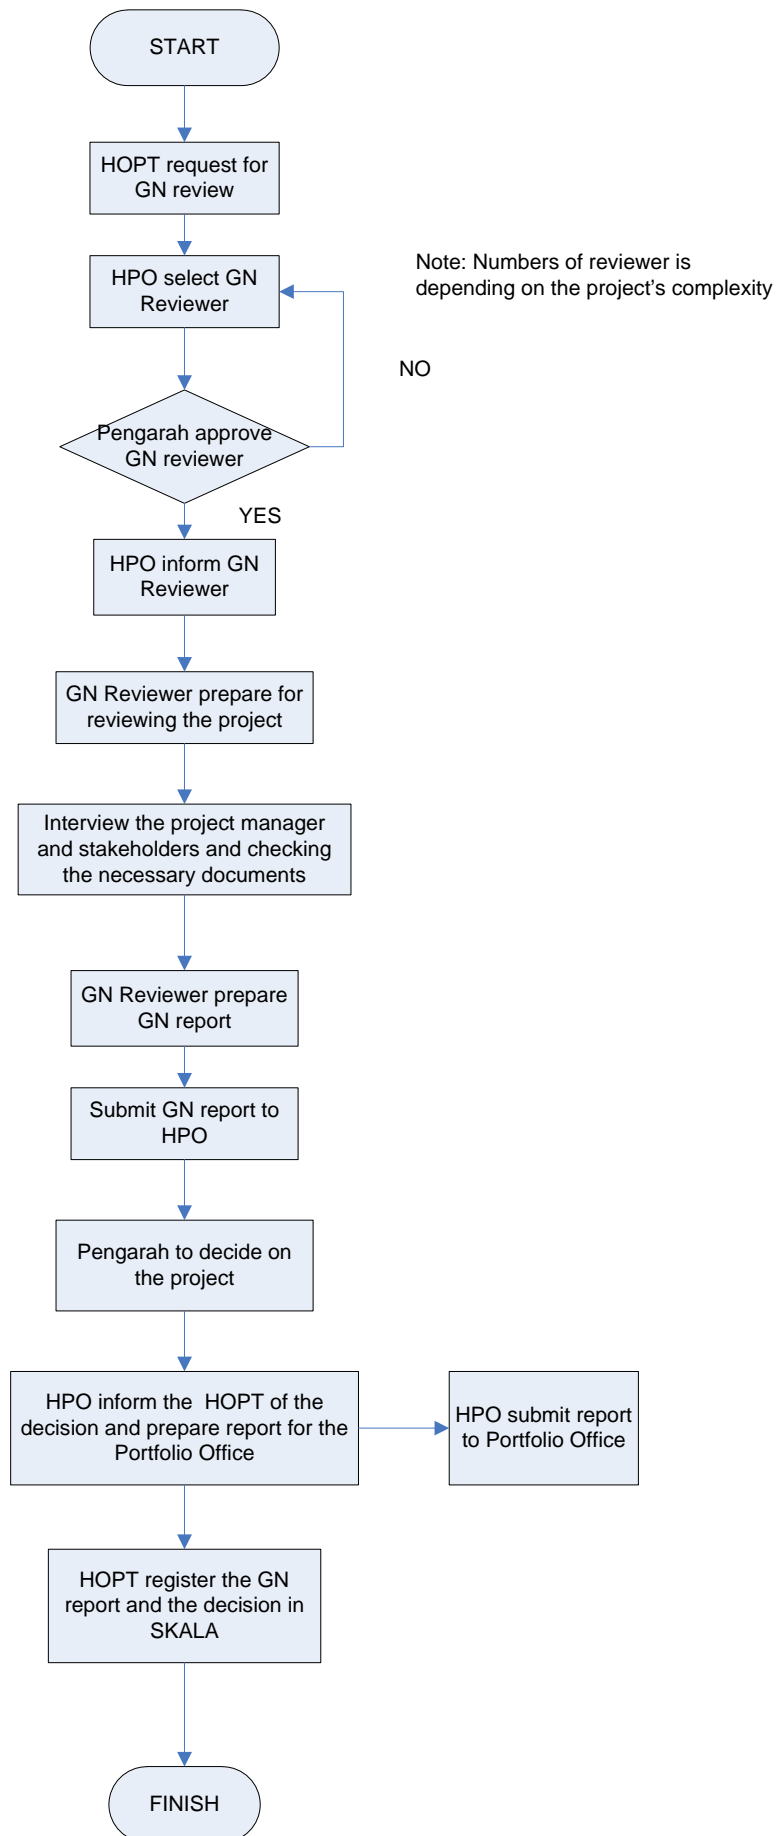 START
HOPT request for
GN review
HPO select GN
Reviewer
Note: Numbers of reviewer is
depending on the project's complexity
NO
Pengarah approve
GN reviewer
YES
HPO inform GN
Reviewer
GN Reviewer prepare for
reviewing the project
Interview the project manager
and stakeholders and checking
the necessary documents
GN Reviewer prepare
GN report
Submit GN report to
HPO
Pengarah to decide on
the project
HPO inform the HOPT of the
decision and prepare report for the
Portfolio Office
HPO submit report
to Portfolio Office
HOPT register the GN
report and the decision in
SKALA
FINISH